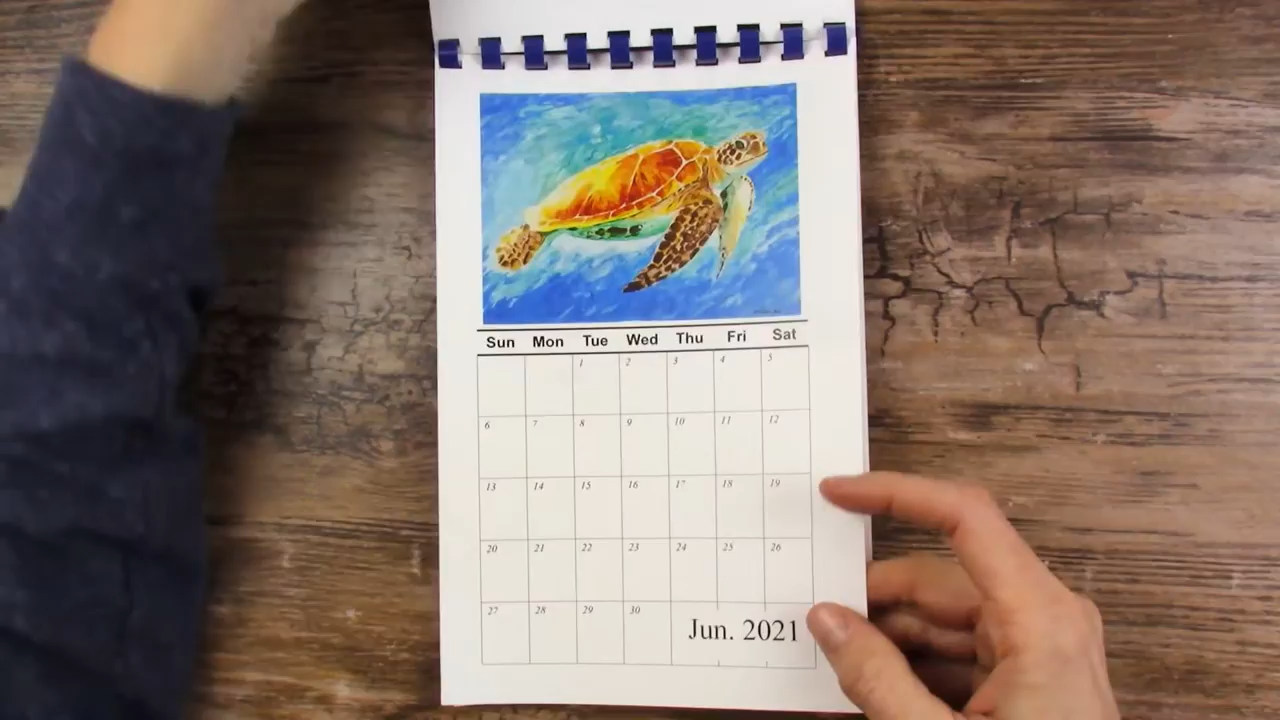 Sun Mon Tue Wed Thu Fri Sat
1 2 3 4 5
6 7 8 9 10 11 12
13 14 15 16 17 18 19
20 21 22 23 24 25 26
27 28 29 30
Jun. 2021